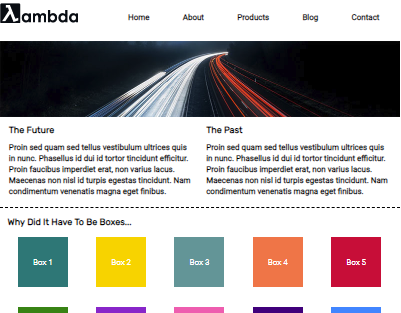 λambda
Home About Products Blog Contact
The Future
Proin sed quam sed tellus vestibulum ultrices quis
in nunc. Phasellus id dui id tortor tincidunt efficitur.
Proin faucibus imperdiet erat, non varius lacus.
Maecenas non nisl id turpis egestas tincidunt. Nam
condimentum venenatis magna eget finibus.
The Past
Proin sed quam sed tellus vestibulum ultrices quis
in nunc. Phasellus id dui id tortor tincidunt efficitur.
Proin faucibus imperdiet erat, non varius lacus.
Maecenas non nisl id turpis egestas tincidunt. Nam
condimentum venenatis magna eget finibus.
Why Did It Have To Be Boxes...
Box 1 Box 2 Box 3 Box 4 Box 5